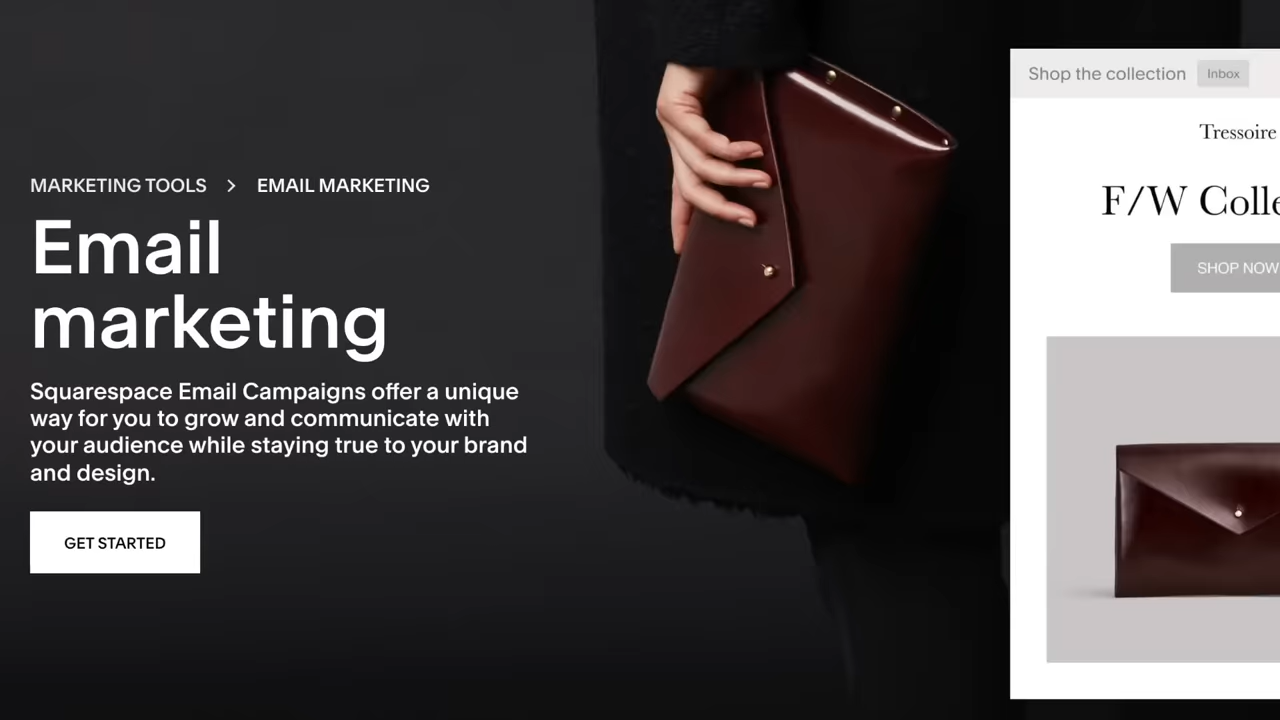 MARKETING TOOLS > EMAIL MARKETING
Email
marketing
Squarespace Email Campaigns offer a unique
way for you to grow and communicate with
your audience while staying true to your brand
and design.
GET STARTED
Shop the collection Inbox
Tressoire
F/W Colle
SHOP NOW